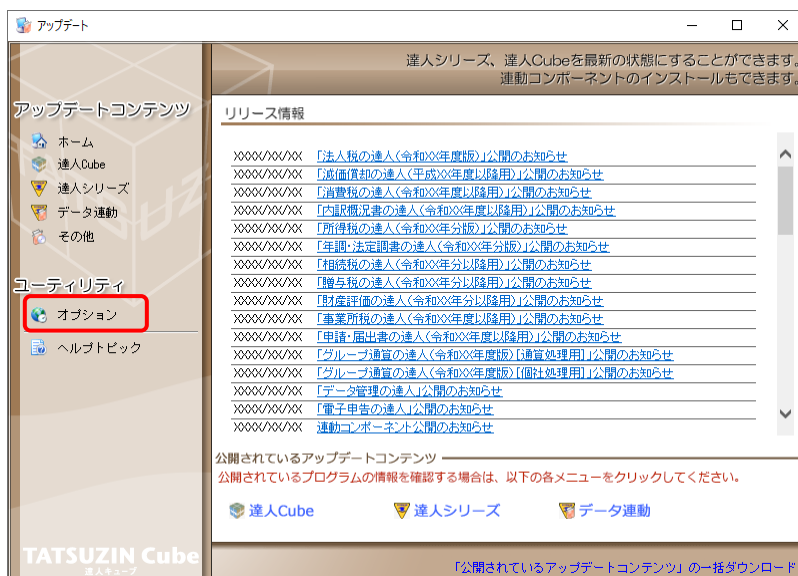 アップデート
達人シリーズ、達人Cubeを最新の状態にすることができます。
連動コンポーネントのインストールもできます。
アップデートコンテンツ
ホーム
達人Cube
達人シリーズ
データ連動
その他
ユーティリティ
オプション
ヘルプトピック
リリース情報
XXXX/XX/XX 「法人税の達人(令和XX年度版)」公開のお知らせ
XXXX/XX/XX 「減価償却の達人(平成XX年度以降用)」公開のお知らせ
XXXX/XX/XX 「消費税の達人(令和XX年度以降用)」公開のお知らせ
XXXX/XX/XX 「内訳概況書の達人(令和XX年度以降用)」公開のお知らせ
XXXX/XX/XX 「所得税の達人(令和XX年分版)」公開のお知らせ
XXXX/XX/XX 「年調・法定調書の達人(令和XX年分版)」公開のお知らせ
XXXX/XX/XX 「相続税の達人(令和XX年分以降用)」公開のお知らせ
XXXX/XX/XX 「贈与税の達人(令和XX年分以降用)」公開のお知らせ
XXXX/XX/XX 「財産評価の達人(令和XX年分以降用)」公開のお知らせ
XXXX/XX/XX 「事業所税の達人(令和XX年度以降用)」公開のお知らせ
XXXX/XX/XX 「申請・届出書の達人(令和XX年度以降用)」公開のお知らせ
XXXX/XX/XX 「グループ通算の達人(令和XX年度版)[通算処理用]」公開のお知らせ
XXXX/XX/XX 「グループ通算の達人(令和XX年度版)[個社処理用]」公開のお知らせ
XXXX/XX/XX 「データ管理の達人」公開のお知らせ
XXXX/XX/XX 「電子申告の達人」公開のお知らせ
XXXX/XX/XX 連動コンポーネント公開のお知らせ
公開されているアップデートコンテンツ
公開されているプログラムの情報を確認する場合は、以下の各メニューをクリックしてください。
達人Cube 達人シリーズ データ連動
TATSUZIN Cube
達人キューブ
「公開されているアップデートコンテンツ」の一括ダウンロード